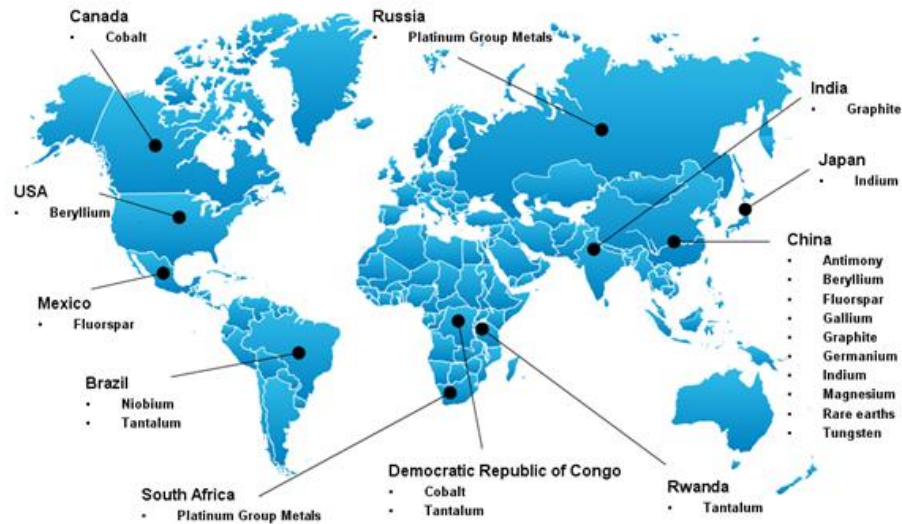 Canada
• Cobalt
Russia
• Platinum Group Metals
India
• Graphite
Japan
• Indium
USA
• Beryllium
China
• Antimony
• Beryllium
• Fluorspar
• Gallium
• Graphite
• Germanium
• Indium
• Magnesium
• Rare earths
• Tungsten
Mexico
• Fluorspar
Brazil
• Niobium
• Tantalum
South Africa
• Platinum Group Metals
Democratic Republic of Congo
• Cobalt
• Tantalum
Rwanda
• Tantalum